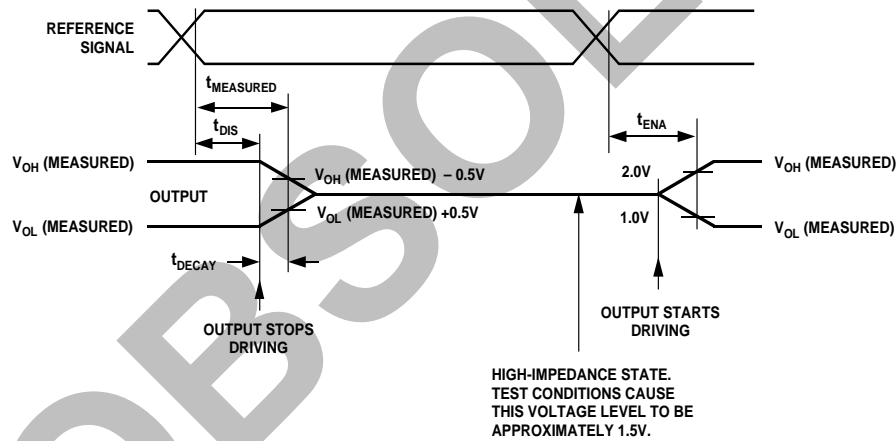 REFERENCE
SIGNAL
tMEASURED
tDIS
tENA
VOH (MEASURED)
VOH (MEASURED) – 0.5V
2.0V
VOH (MEASURED)
OUTPUT
VOL (MEASURED)
VOL (MEASURED) +0.5V
1.0V
VOL (MEASURED)
tDECAY
OUTPUT STOPS
DRIVING
OUTPUT STARTS
DRIVING
HIGH-IMPEDANCE STATE.
TEST CONDITIONS CAUSE
THIS VOLTAGE LEVEL TO BE
APPROXIMATELY 1.5V.
OBSOL